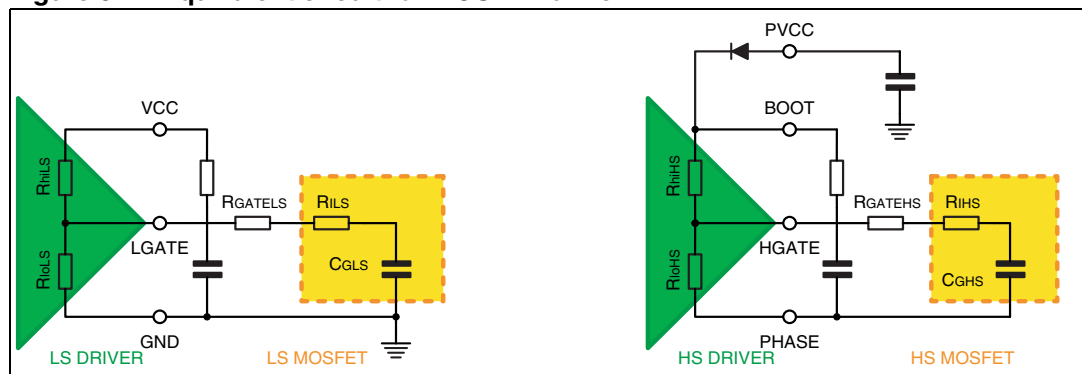 PVCC
VCC
BOOT
RhiLS
RGATELS
RILS
RhiHS
RGATEHS
RIHS
LGATE
HGATE
RloLS
CGLS
RloHS
CGHS
GND
PHASE
LS DRIVER
LS MOSFET
HS DRIVER
HS MOSFET